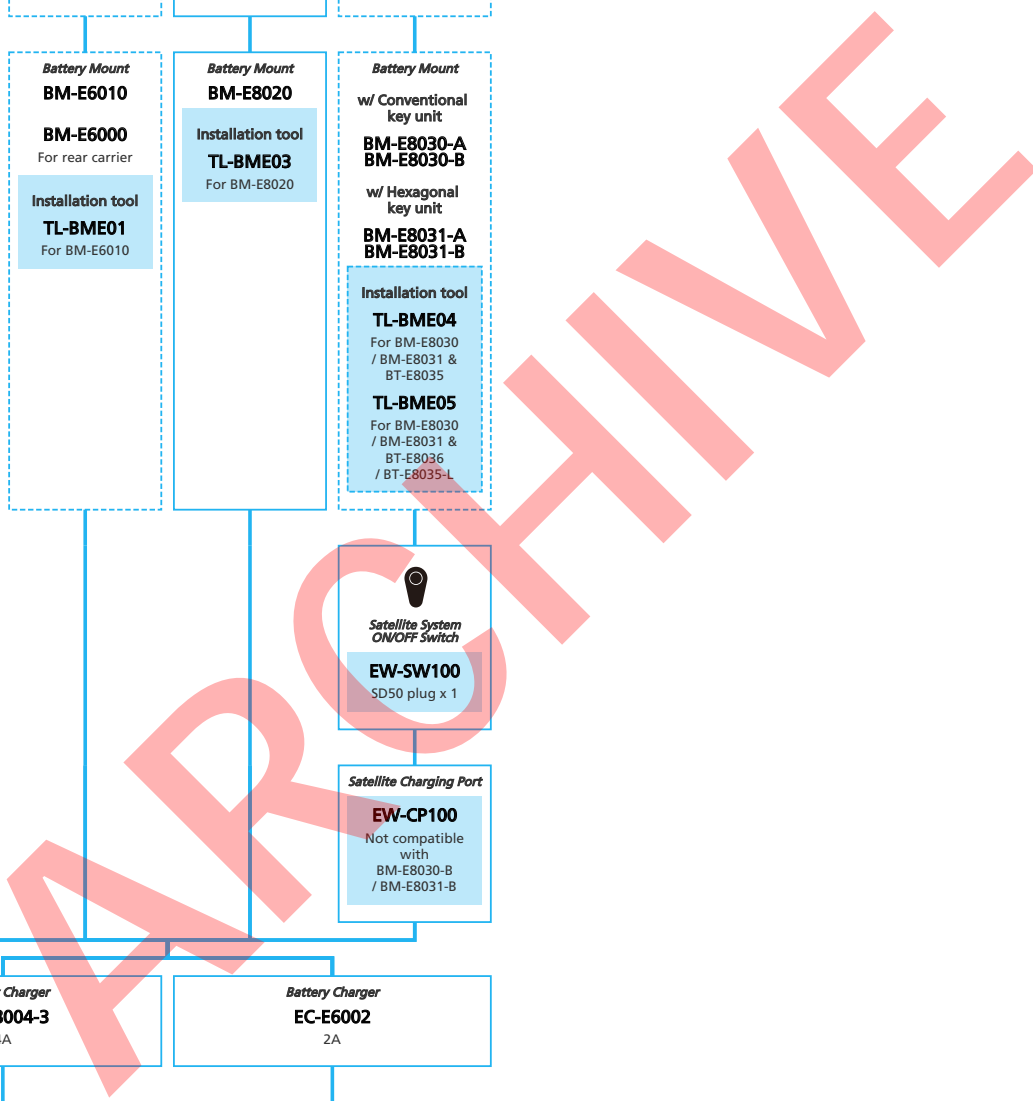 Battery Mount
BM-E6010
BM-E6000
For rear carrier
Installation tool
TL-BME01
For BM-E6010
Battery Mount
BM-E8020
Installation tool
TL-BME03
For BM-E8020
Battery Mount
w/ Conventional
key unit
BM-E8030-A
BM-E8030-B
w/ Hexagonal
key unit
BM-E8031-A
BM-E8031-B
Installation tool
TL-BME04
For BM-E8030
/ BM-E8031 &
BT-E8035
TL-BME05
For BM-E8030
/ BM-E8031 &
BT-E8036
/ BT-E8035-L
Satellite System
ON/OFF Switch
EW-SW100
SD50 plug x 1
Satellite Charging Port
EW-CP100
Not compatible
with
BM-E8030-B
/ BM-E8031-B
Charger
004-3
A
Battery Charger
EC-E6002
2A
ARCHIVE